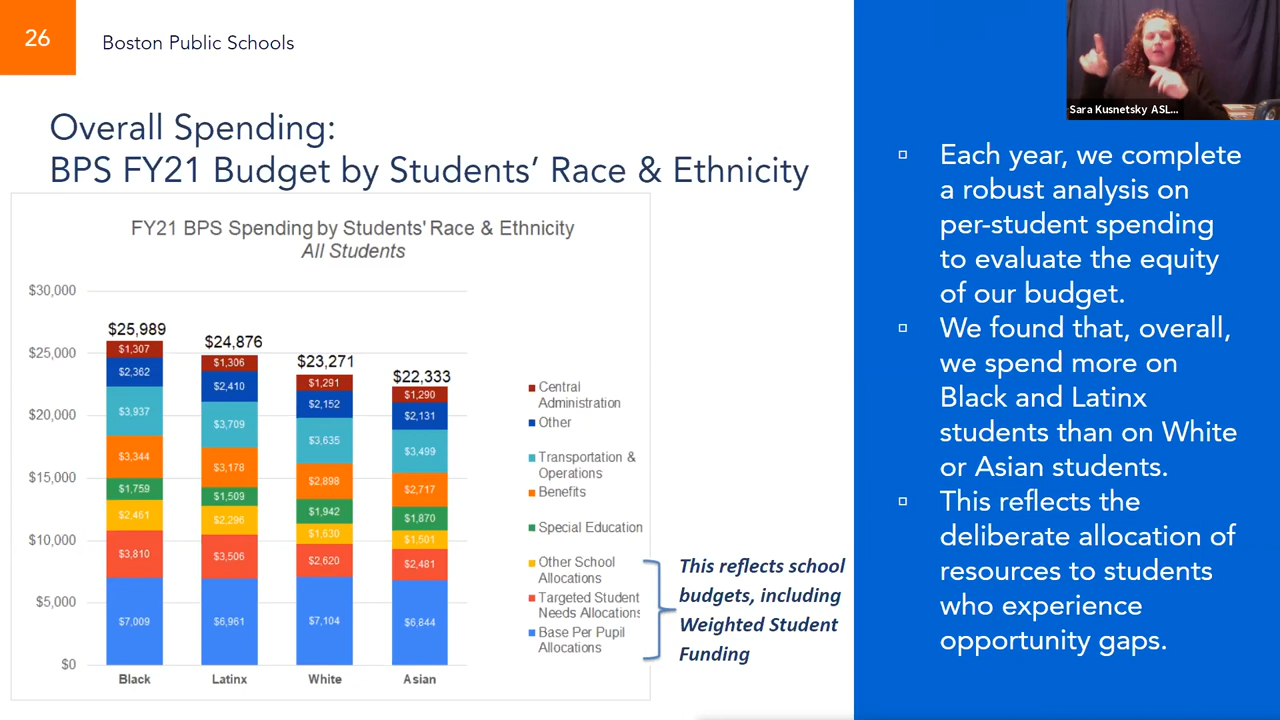 26
Boston Public Schools
Sara Kusnetsky ASL...
Overall Spending:
BPS FY21 Budget by Students' Race & Ethnicity
FY21 BPS Spending by Students' Race & Ethnicity
All Students
$30,000
$25,000
$20,000
$15,000
$10,000
$5,000
$0
$25,989
$1,307
$2,362
$3,937
$3,344
$1,759
$2,461
$3,810
$7,009
Black
$24,876
$1,306
$2,410
$3,709
$3,178
$1,509
$2,296
$3,506
$6,961
Latinx
$23,271
$1,291
$2,152
$3,635
$2,898
$1,942
$1,630
$2,620
$7,104
White
$22,333
$1,290
$2,131
$3,499
$2,717
$1,870
$1,501
$2,481
$6,844
Asian
Central
Administration
Other
Transportation &
Operations
Benefits
Special Education
Other School
Allocations
Targeted Student
Needs Allocations
Base Per Pupil
Allocations
This reflects school
budgets, including
Weighted Student
Funding
Each year, we complete
a robust analysis on
per-student spending
to evaluate the equity
of our budget.
We found that, overall,
we spend more on
Black and Latinx
students than on White
or Asian students.
This reflects the
deliberate allocation of
resources to students
who experience
opportunity gaps.